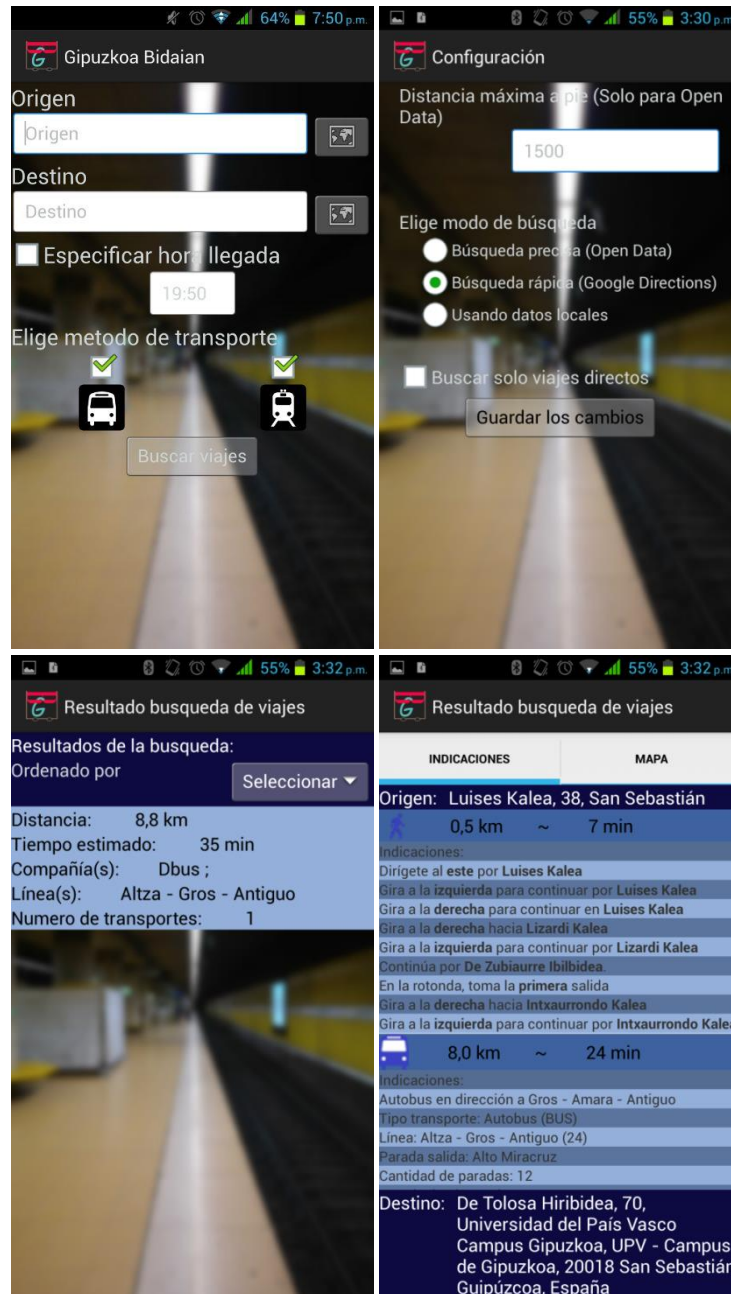 64% 7:50 p.m.
Gipuzkoa Bidaian
Origen
Origen
Destino
Destino
Especificar hora llegada
19:50
Elige metodo de transporte
Buscar viajes
55% 3:30 p.m
Configuración
Distancia máxima a pie (Solo para Open
Data)
1500
Elige modo de búsqueda
Búsqueda precisa (Open Data)
Búsqueda rápida (Google Directions)
Usando datos locales
Buscar solo viajes directos
Guardar los cambios
55% 3:32 p.m.
Resultado busqueda de viajes
Resultados de la busqueda:
Ordenado por
Seleccionar
Distancia: 8,8 km
Tiempo estimado: 35 min
Compañía(s): Dbus ;
Línea(s): Altza - Gros - Antiguo
Numero de transportes: 1
55% 3:32 p.m
Resultado busqueda de viajes
INDICACIONES MAPA
Origen: Luises Kalea, 38, San Sebastián
0,5 km ~ 7 min
Indicaciones:
Dirígete al este por Luises Kalea
Gira a la izquierda para continuar por Luises Kalea
Gira a la derecha para continuar en Luises Kalea
Gira a la derecha hacia Lizardi Kalea
Gira a la izquierda para continuar por Lizardi Kalea
Continúa por De Zubiaurre Ibilbidea.
En la rotonda, toma la primera salida
Gira a la derecha hacia Intxaurrondo Kalea
Gira a la izquierda para continuar por Intxaurrondo Kalea
8,0 km ~ 24 min
Indicaciones:
Autobus en dirección a Gros - Amara - Antiguo
Tipo transporte: Autobus (BUS)
Línea: Altza - Gros - Antiguo (24)
Parada salida: Alto Miracruz
Cantidad de paradas: 12
Destino: De Tolosa Hiribidea, 70,
Universidad del País Vasco
Campus Gipuzkoa, UPV - Campus
de Gipuzkoa, 20018 San Sebastián
Guipúzcoa, España